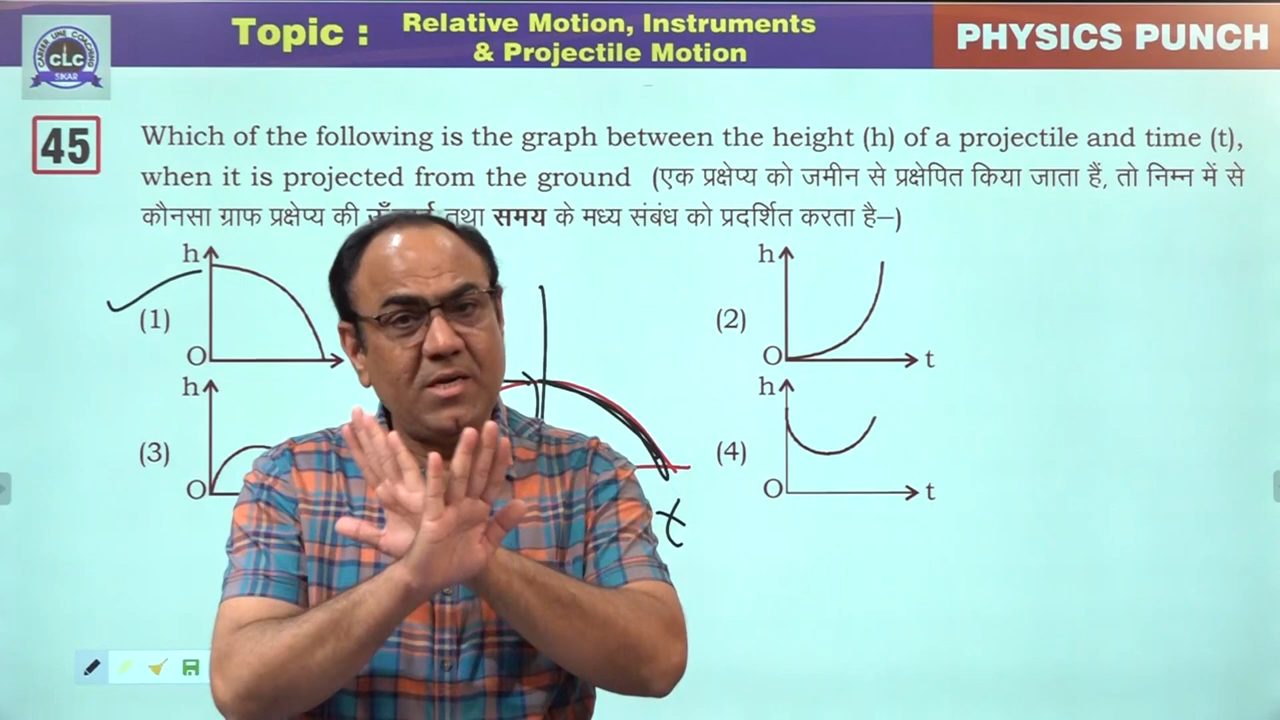 CAREER LINE COACHING
CLC
SIKAR
Topic :
Relative Motion, Instruments
& Projectile Motion
PHYSICS PUNCH
45
Which of the following is the graph between the height (h) of a projectile and time (t),
when it is projected from the ground (एक प्रक्षेप्य को जमीन से प्रक्षेपित किया जाता हैं, तो निम्न में से
कौनसा ग्राफ प्रक्षेप्य की तथा समय के मध्य संबंध को प्रदर्शित करता है–)
h
(1)
O
h
(2)
O
t
h
(3)
O
t
h
(4)
O
t